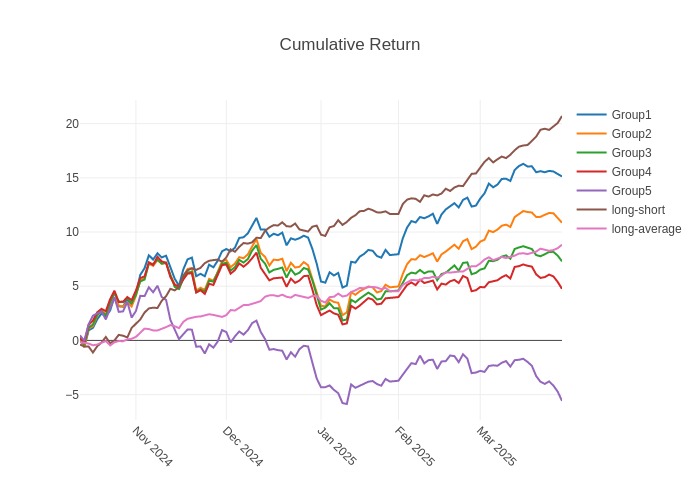 Cumulative Return
20
15
10
5
0
−5
Nov 2024
Dec 2024
Jan 2025
Feb 2025
Mar 2025
Group1
Group2
Group3
Group4
Group5
long-short
long-average